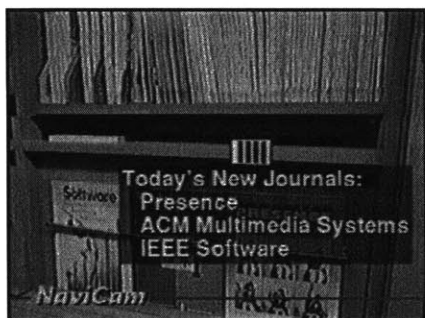 Today's New Journals:
Presence
ACM Multimedia Systems
IEEE Software
Software
NaviCam